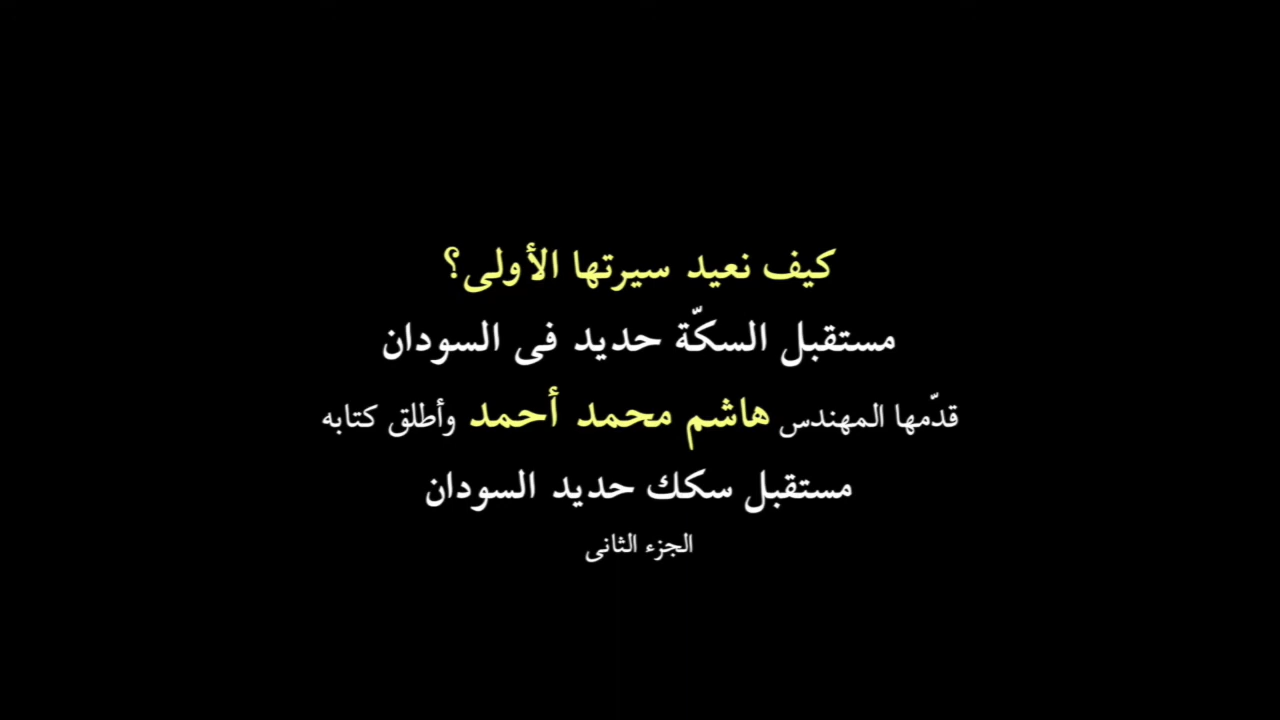 كيف نعيد سيرتها الأولى؟
مستقبل السكّة حديد فى السودان
قدّمها المهندس هاشم محمد أحمد وأطلق كتابه
مستقبل سكك حديد السودان
الجزء الثانى